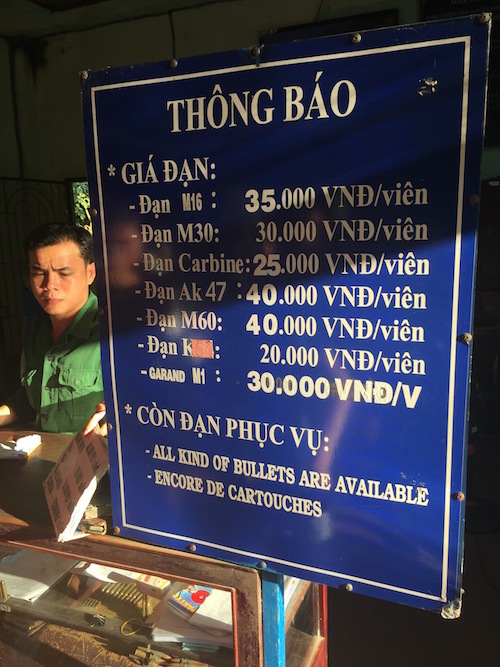 THÔNG BÁO
* GIÁ ĐẠN:
- Đạn M16 : 35.000 VNĐ/viên
- Đạn M30: 30.000 VNĐ/viên
- Đạn Carbine: 25.000 VNĐ/viên
- Đạn Ak 47 : 40.000 VNĐ/viên
- Đạn M60: 40.000 VNĐ/viên
- Đạn : 20.000 VNĐ/viên
- GARAND M1 : 30.000 VNĐ/V
* CÒN ĐẠN PHỤC VỤ:
- ALL KIND OF BULLETS ARE AVAILABLE
- ENCORE DE CARTOUCHES